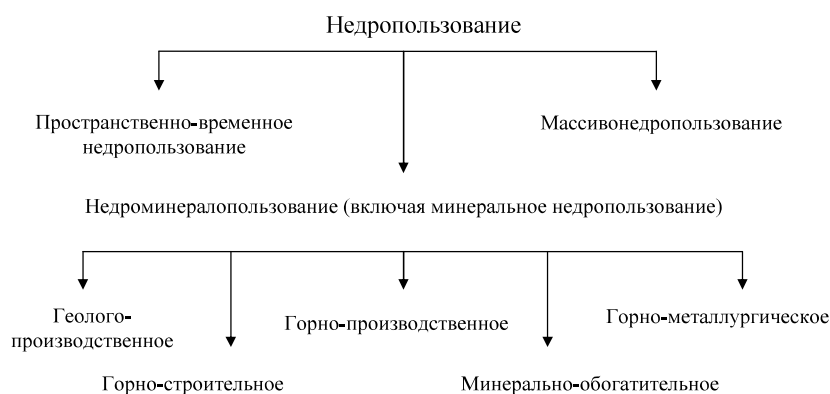 Недропользование
Пространственно-временное
недропользование
Массивонедропользование
Недроминералопользование (включая минеральное недропользование)
Геолого-
производственное
Горно-производственное
Горно-металлургическое
Горно-строительное
Минерально-обогатительное